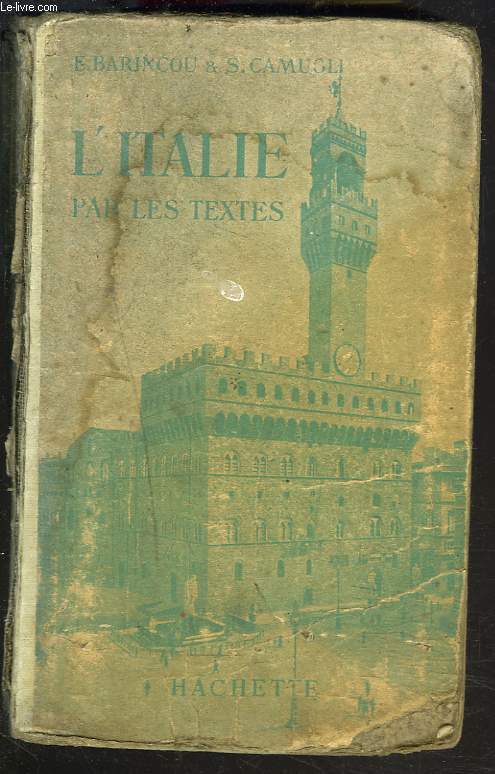 © Le-livre.com
E. BARINCOU & S. CAMUGLI
L'ITALIE
PAR LES TEXTES
HACHETTE